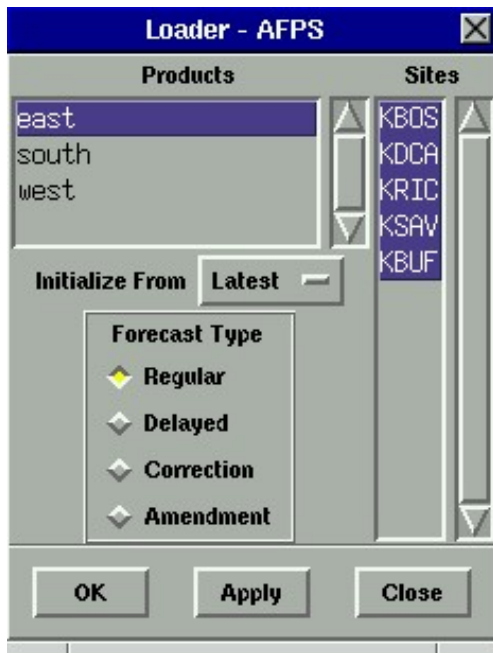 Loader - AFPS
Products
Sites
east
south
west
KBOS
KDCA
KRIC
KSAV
KBUF
Initialize From
Latest
Forecast Type
Regular
Delayed
Correction
Amendment
OK
Apply
Close